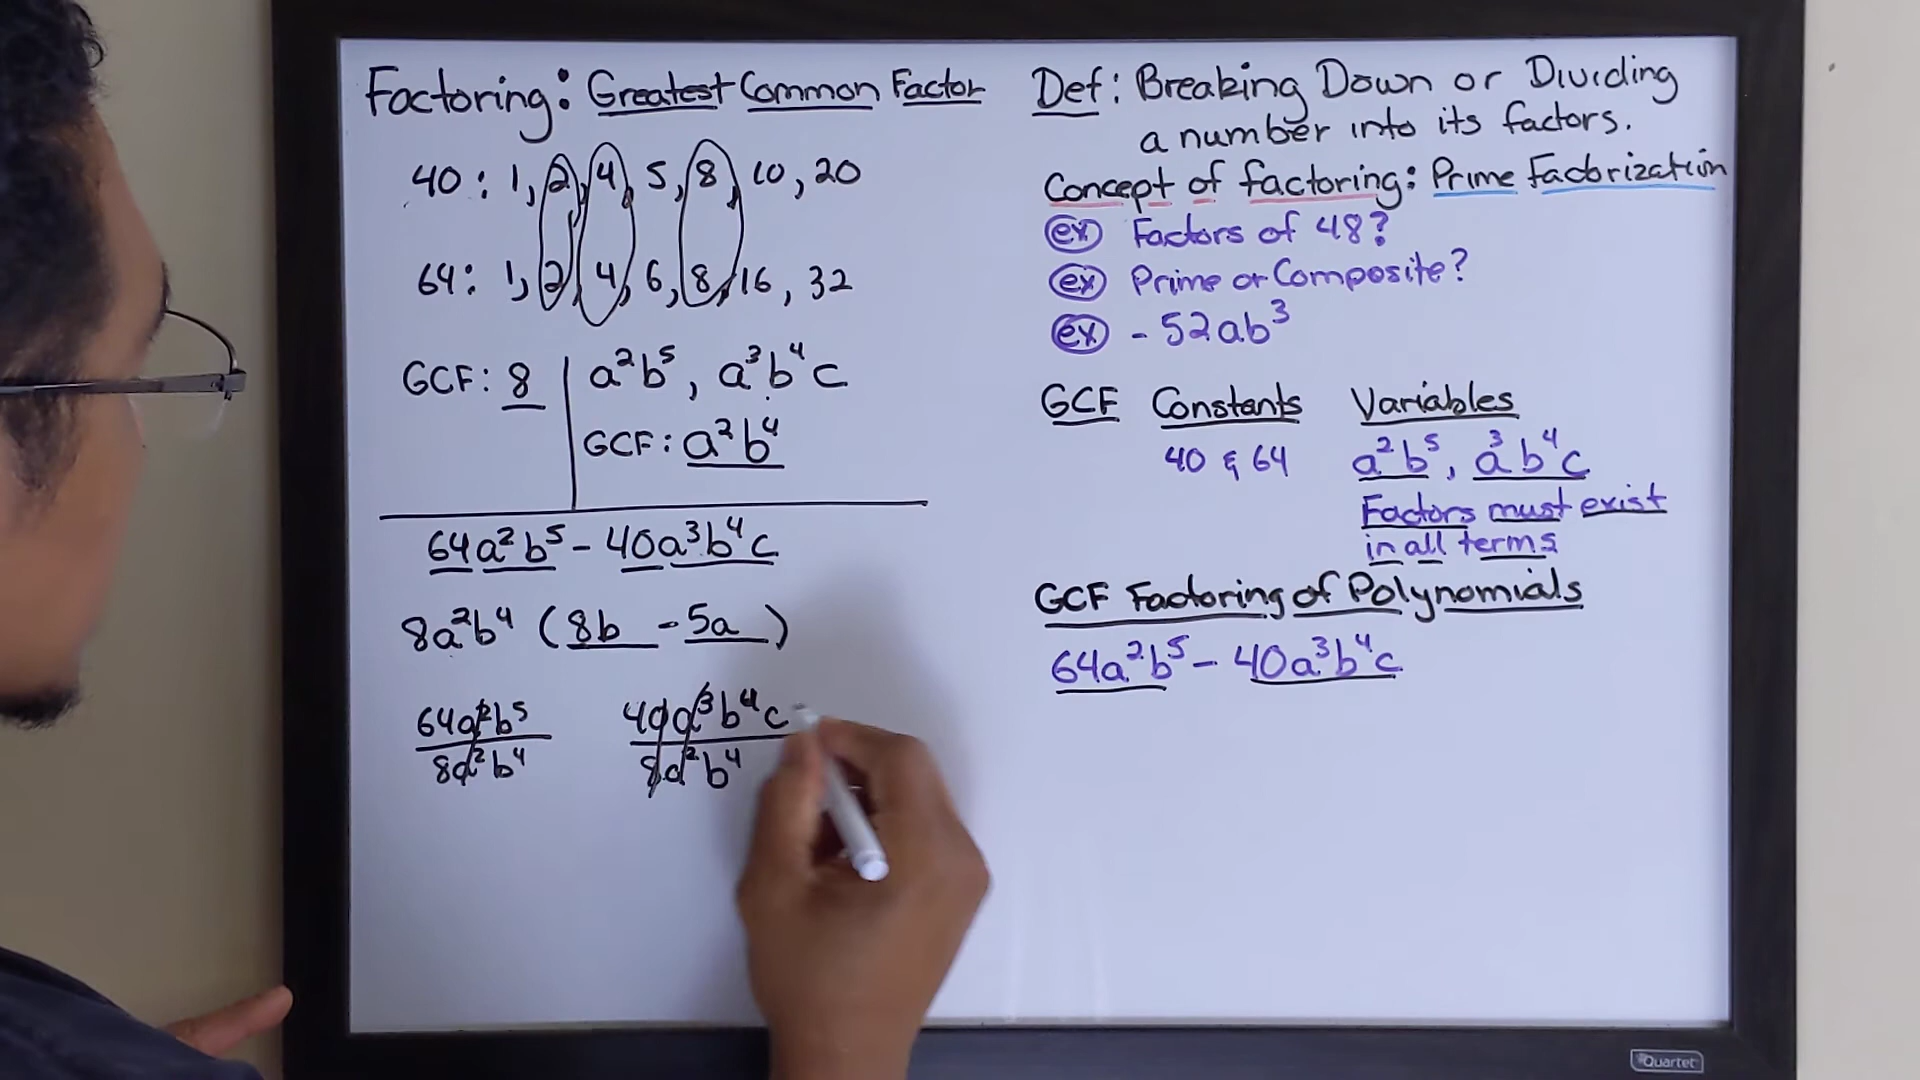 Factoring: Greatest Common Factor
40: 1, 2, 4, 5, 8, 10, 20
64: 1, 2, 4, 6, 8, 16, 32
GCF: 8
a²b⁵, a³b⁴c
GCF: a²b⁴
64a²b⁵ - 40a³b⁴c
8a²b⁴ (8b - 5a )
64a²b⁵ 40a³b⁴c
8a²b⁴ 8a²b⁴
Def: Breaking Down or Dividing
a number into its factors.
Concept of factoring: Prime Factorization
ex Factors of 48?
ex Prime or Composite?
ex - 52ab³
GCF Constants Variables
40 & 64 a²b⁵, a³b⁴c
Factors must exist
in all terms
GCF Factoring of Polynomials
64a²b⁵ - 40a³b⁴c
Quartet